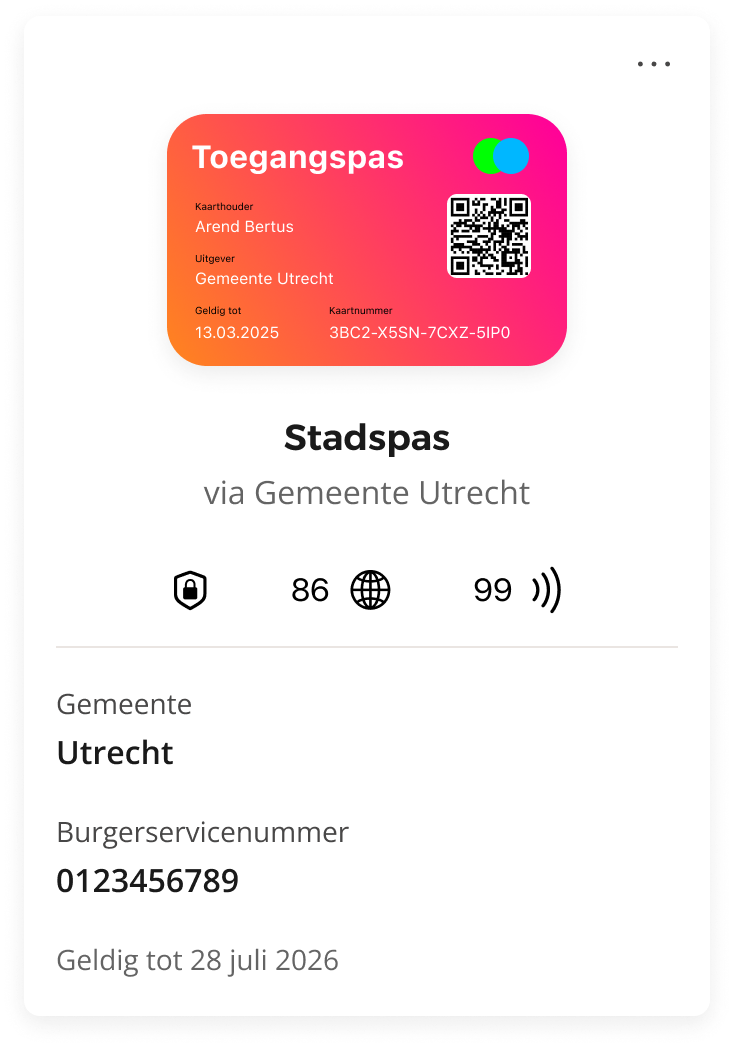 ...
Toegangspas
Kaarthouder
Arend Bertus
Uitgever
Gemeente Utrecht
Geldig tot Kaartnummer
13.03.2025 3BC2-X5SN-7CXZ-5IP0
Stadspas
via Gemeente Utrecht
86 99
Gemeente
Utrecht
Burgerservicenummer
0123456789
Geldig tot 28 juli 2026